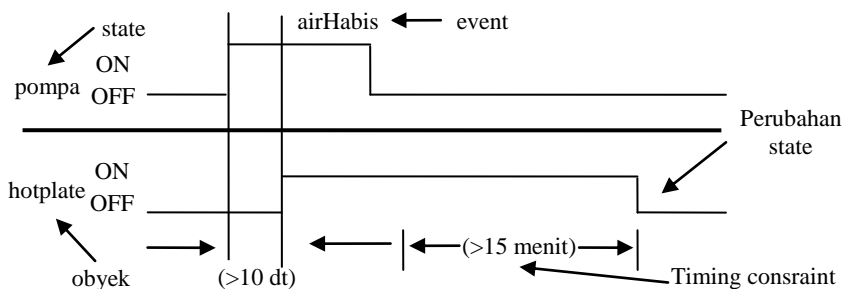 state
airHabis
event
ON
pompa
OFF
Perubahan
state
ON
hotplate
OFF
(>15 menit)
obyek
(>10 dt)
Timing consraint